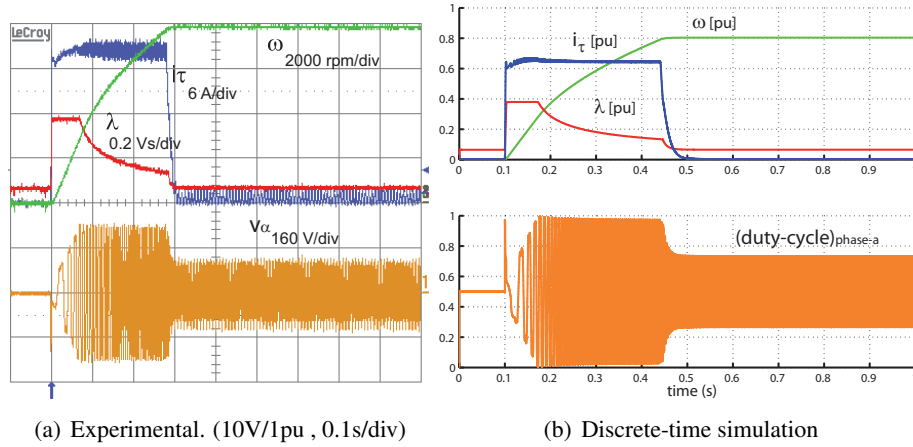 LeCroy
ω
2000 rpm/div
iτ
6 A/div
λ
0.2 Vs/div
vα
160 V/div
1
0.8
0.6
0.4
0.2
0
ω [pu]
iτ [pu]
λ [pu]
0 0.1 0.2 0.3 0.4 0.5 0.6 0.7 0.8 0.9
1
0.8
0.6
0.4
0.2
0
(duty-cycle)phase-a
0 0.1 0.2 0.3 0.4 0.5 0.6 0.7 0.8 0.9
time (s)
(a) Experimental. (10V/1pu , 0.1s/div)
(b) Discrete-time simulation